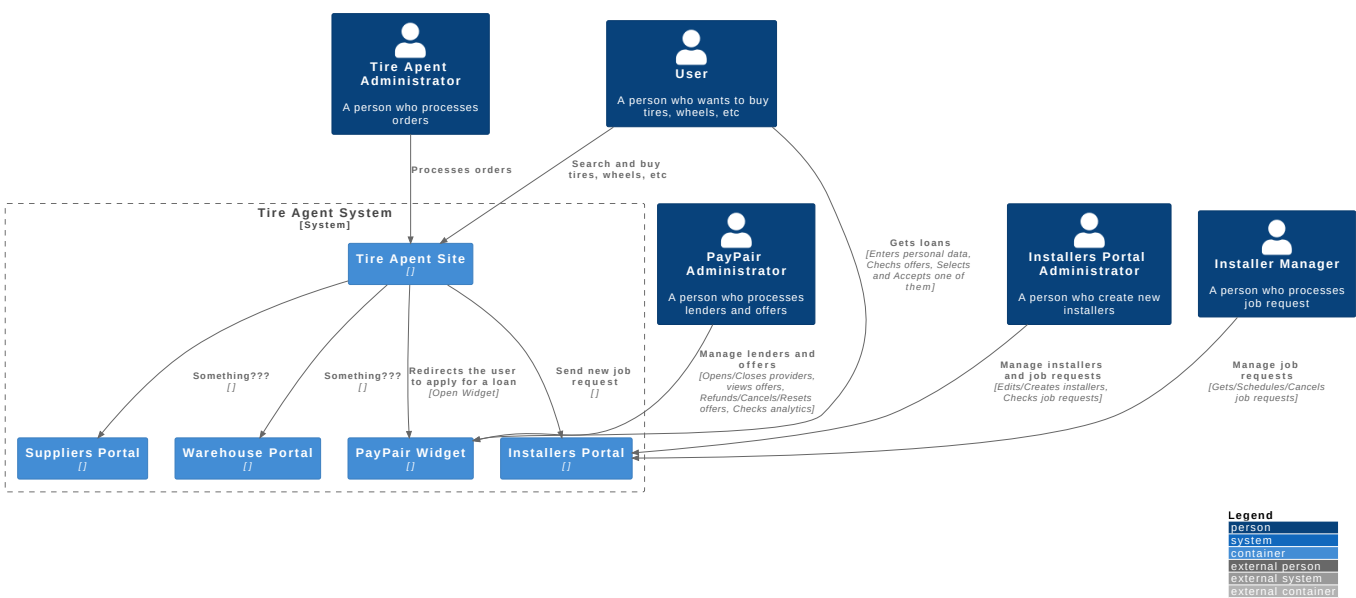 Tire Agent
Administrator
A person who processes
orders
User
A person who wants to buy
tires, wheels, etc
Processes orders
Search and buy
tires, wheels, etc
Tire Agent System
[System]
Tire Agent Site
[]
PayPair
Administrator
A person who processes
lenders and offers
Gets loans
[Enters personal data,
Chechs offers, Selects
and Accepts one of
them]
Installers Portal
Administrator
A person who create new
installers
Installer Manager
A person who processes
job request
Something???
[]
Something???
[]
Redirects the user
to apply for a loan
[Open Widget]
Send new job
request
[]
Manage lenders and
offers
[Opens/Closes providers,
views offers,
Refunds/Cancels/Resets
offers, Checks analytics]
Manage installers
and job requests
[Edits/Creates installers,
Checks job requests]
Manage job
requests
[Gets/Schedules/Cancels
job requests]
Suppliers Portal
[]
Warehouse Portal
[]
PayPair Widget
[]
Installers Portal
[]
Legend
person
system
container
external person
external system
external container